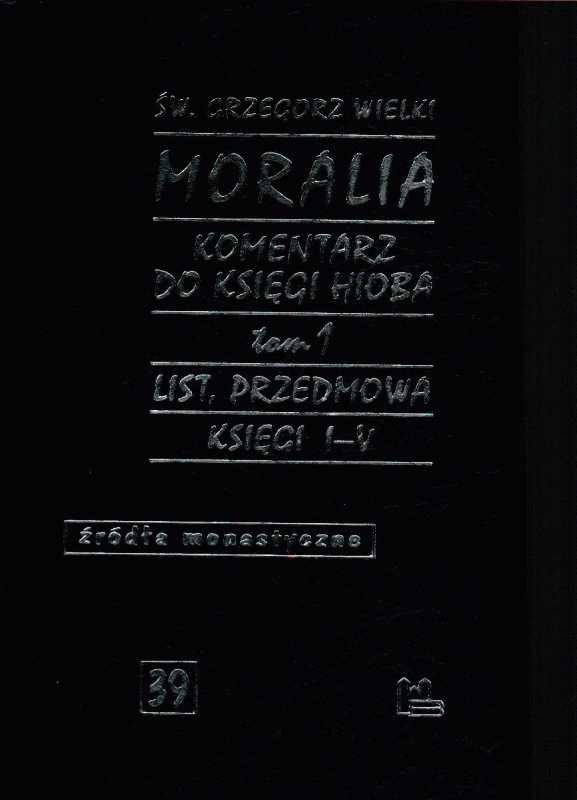 ŚW. GRZEGORZ WIELKI
MORALIA
KOMENTARZ
DO KSIĘGI HIOBA
tom 1
LIST, PRZEDMOWA
KSIĘGI I–V
źródła monastyczne
39